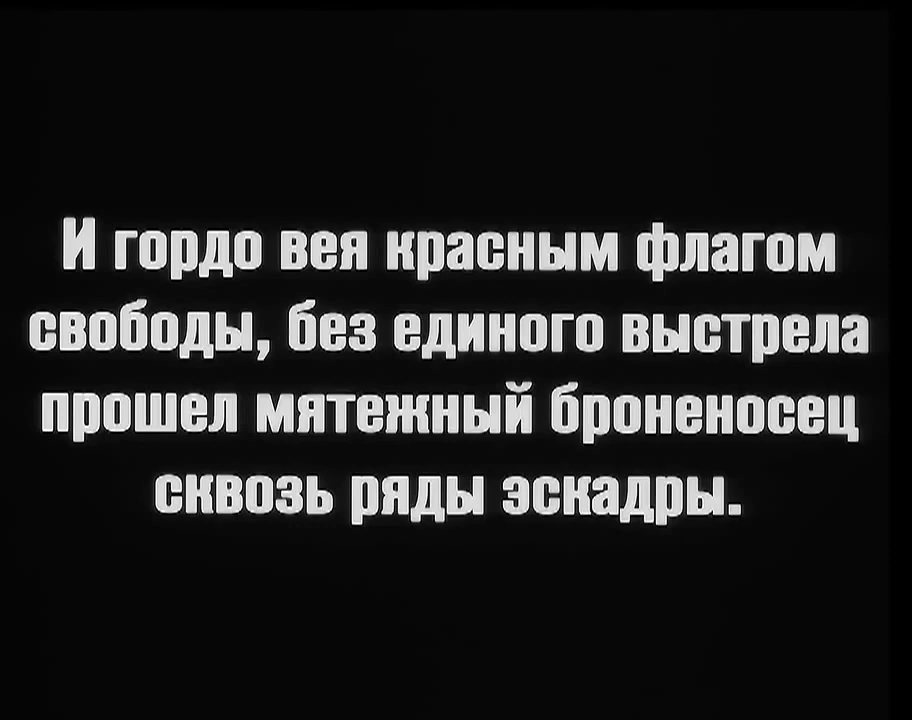 И гордо вея красным флагом
свободы, без единого выстрела
прошел мятежный броненосец
сквозь ряды эскадры.